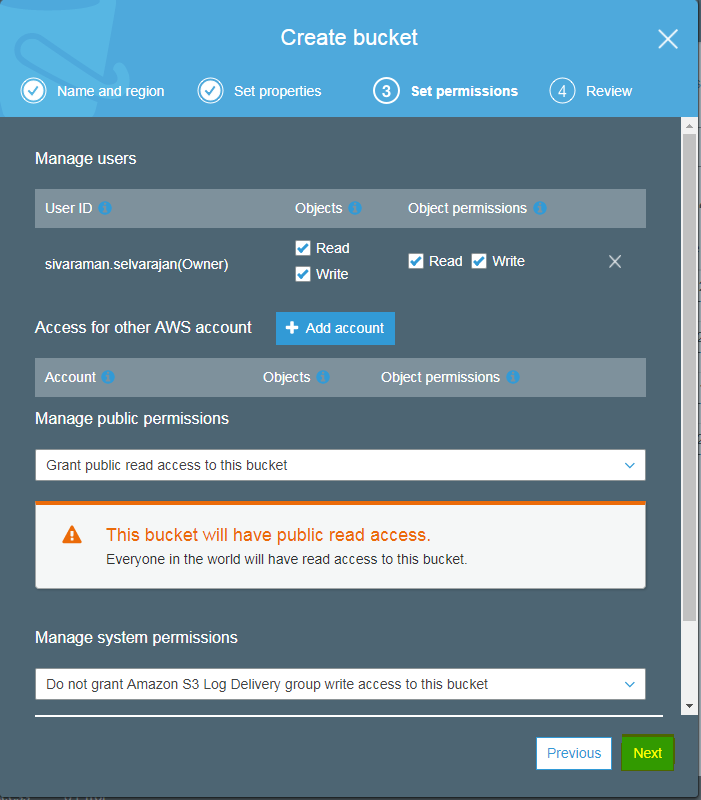 Create bucket
Name and region
Set properties
3 Set permissions
4 Review
Manage users
User ID Objects Object permissions
sivaraman.selvarajan(Owner)
Read
Write
Read Write
Access for other AWS account
Add account
Account Objects Object permissions
Manage public permissions
Grant public read access to this bucket
This bucket will have public read access.
Everyone in the world will have read access to this bucket.
Manage system permissions
Do not grant Amazon S3 Log Delivery group write access to this bucket
Previous Next